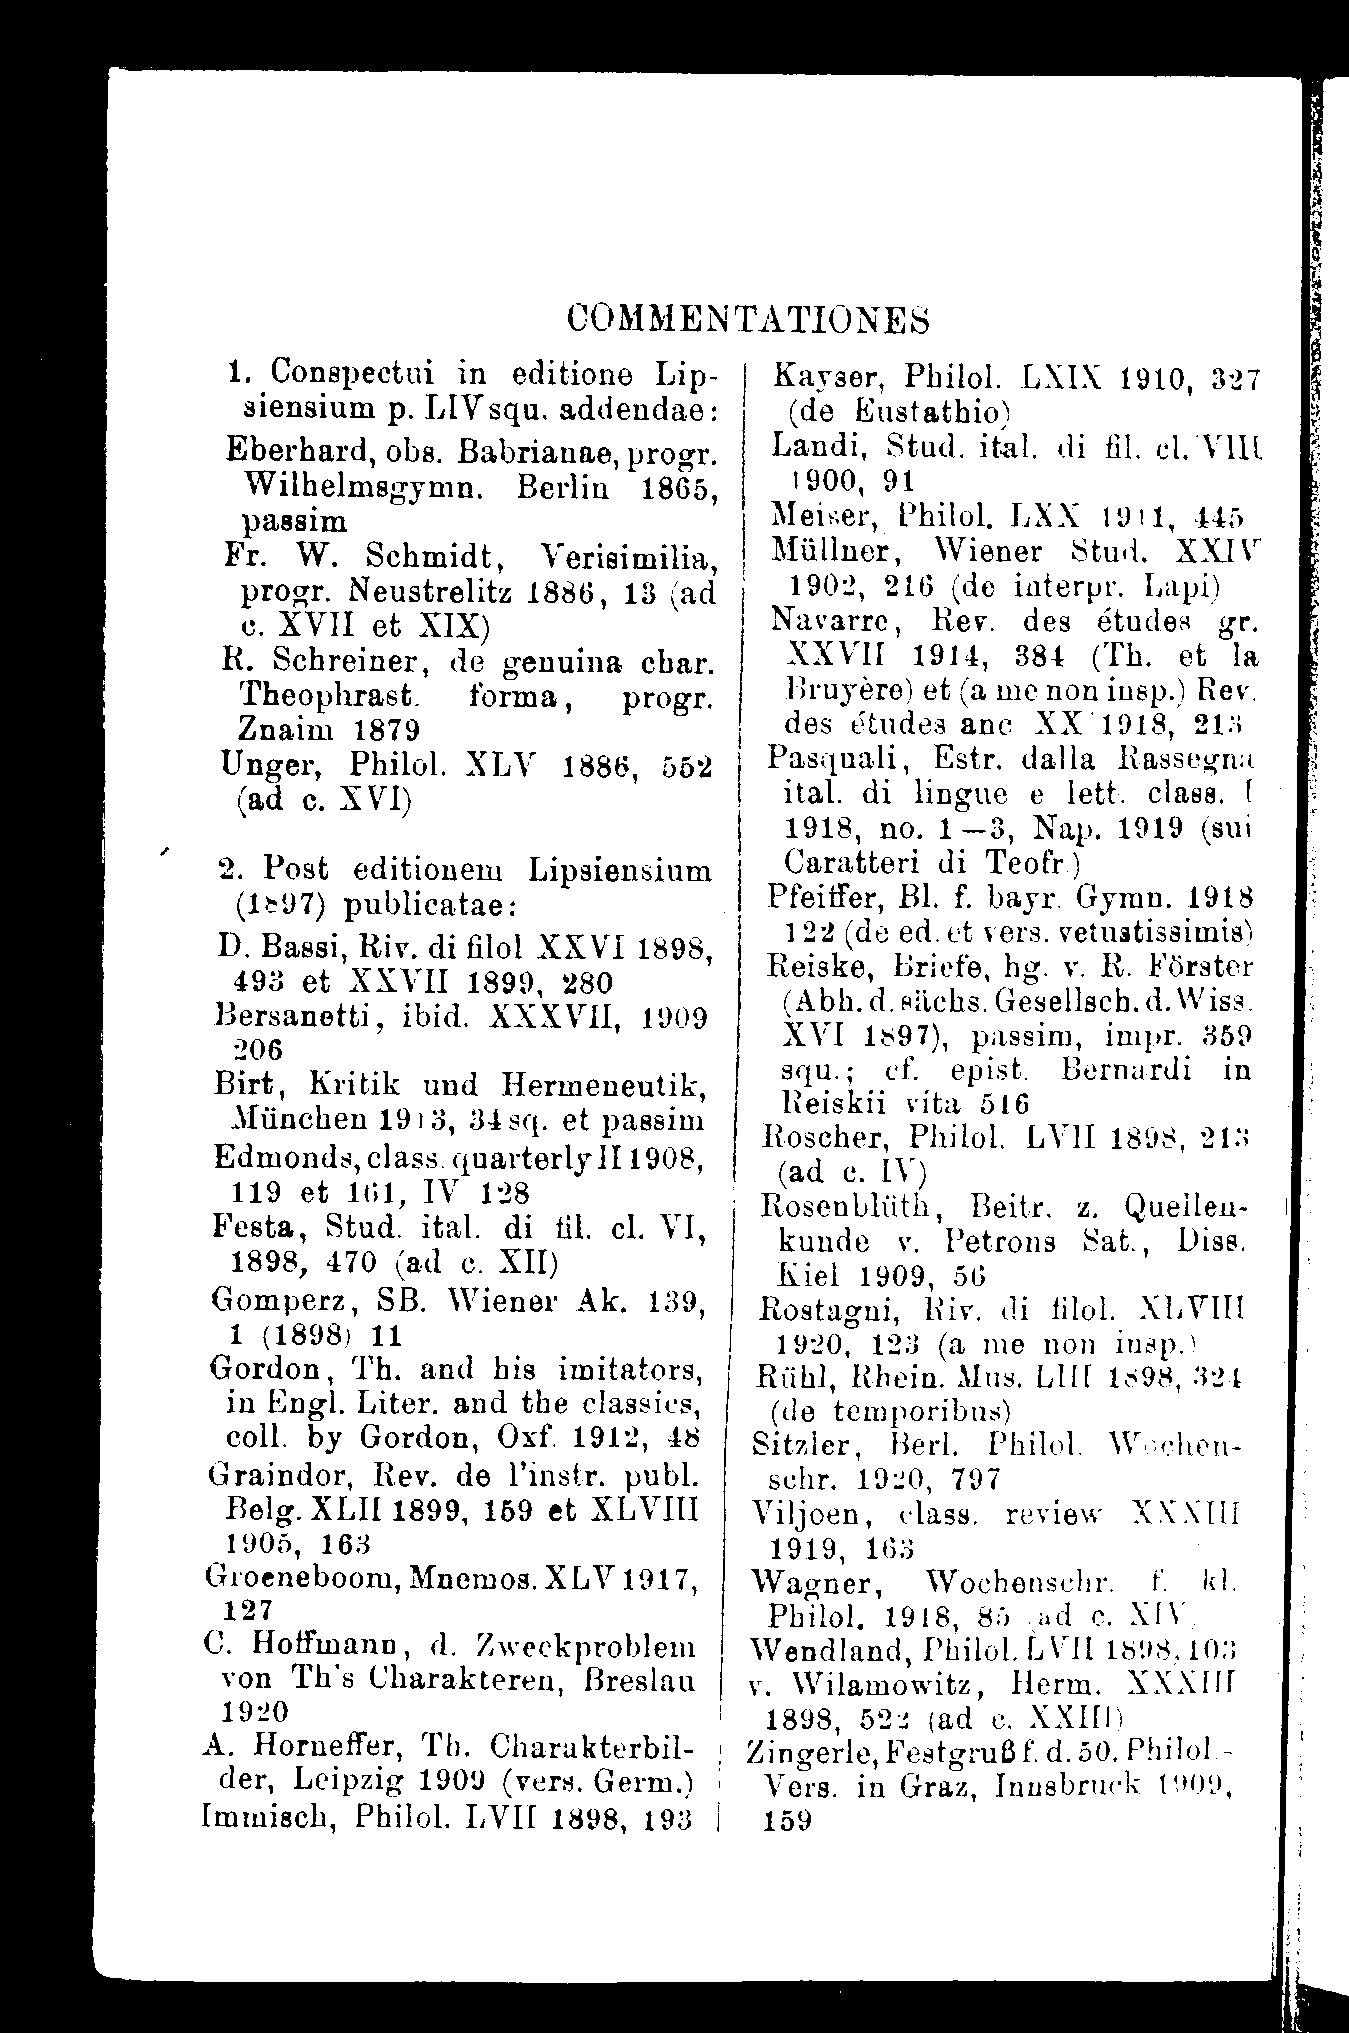 COMMENTATIONES
1. Conspectui in editione Lip-
siensium p. LIV squ. addendae:
Eberhard, obs. Babrianae, progr.
Wilhelmsgymn. Berlin 1865,
passim
Fr. W. Schmidt, Verisimilia,
progr. Neustrelitz 1886, 13 (ad
c. XVII et XIX)
R. Schreiner, de genuina char.
Theophrast. forma, progr.
Znaim 1879
Unger, Philol. XLV 1886, 552
(ad c. XVI)
2. Post editionem Lipsiensium
(1897) publicatae:
D. Bassi, Riv. di filol XXVI 1898,
493 et XXVII 1899, 280
Bersanetti, ibid. XXXVII, 1909
206
Birt, Kritik und Hermeneutik,
München 1913, 34 sq. et passim
Edmonds, class. quarterly II 1908,
119 et 161, IV 128
Festa, Stud. ital. di fil. cl. VI,
1898, 470 (ad c. XII)
Gomperz, SB. Wiener Ak. 139,
1 (1898) 11
Gordon, Th. and his imitators,
in Engl. Liter. and the classics,
coll. by Gordon, Oxf. 1912, 48
Graindor, Rev. de l'instr. publ.
Belg. XLII 1899, 159 et XLVIII
1905, 163
Groeneboom, Mnemos. XLV 1917,
127
C. Hoffmann, d. Zweckproblem
von Th's Charakteren, Breslau
1920
A. Horneffer, Th. Charakterbil-
der, Leipzig 1909 (vers. Germ.)
Immisch, Philol. LVII 1898, 193
Kayser, Philol. LXIX 1910, 327
(de Eustathio)
Landi, Stud. ital. di fil. cl. VIII
1900, 91
Meiser, Philol. LXX 1911, 445
Müllner, Wiener Stud. XXIV
1902, 216 (de interpr. Lapi)
Navarre, Rev. des études gr.
XXVII 1914, 384 (Th. et la
Bruyère) et (a me non insp.) Rev.
des études anc XX 1918, 213
Pasquali, Estr. dalla Rassegna
ital. di lingue e lett. class. I
1918, no. 1—3, Nap. 1919 (sui
Caratteri di Teofr.)
Pfeiffer, Bl. f. bayr. Gymn. 1918
122 (de ed. et vers. vetustissimis)
Reiske, Briefe, hg. v. R. Förster
(Abh. d. sächs. Gesellsch. d. Wiss.
XVI 1897), passim, impr. 359
squ.; cf. epist. Bernardi in
Reiskii vita 516
Roscher, Philol. LVII 1898, 213
(ad c. IV)
Rosenblüth, Beitr. z. Quellen-
kunde v. Petrons Sat., Diss.
Kiel 1909, 56
Rostagni, Riv. di filol. XLVIII
1920, 123 (a me non insp.)
Rühl, Rhein. Mus. LIII 1898, 324
(de temporibus)
Sitzler, Berl. Philol. Wochen-
schr. 1920, 797
Viljoen, class. review XXXIII
1919, 163
Wagner, Wochenschr. f. kl.
Philol. 1918, 85 (ad c. XIV)
Wendland, Philol. LVII 1898, 103
v. Wilamowitz, Herm. XXXIII
1898, 522 (ad c. XXIII)
Zingerle, Festgruß f. d. 50. Philol.-
Vers. in Graz, Innsbruck 1909,
159